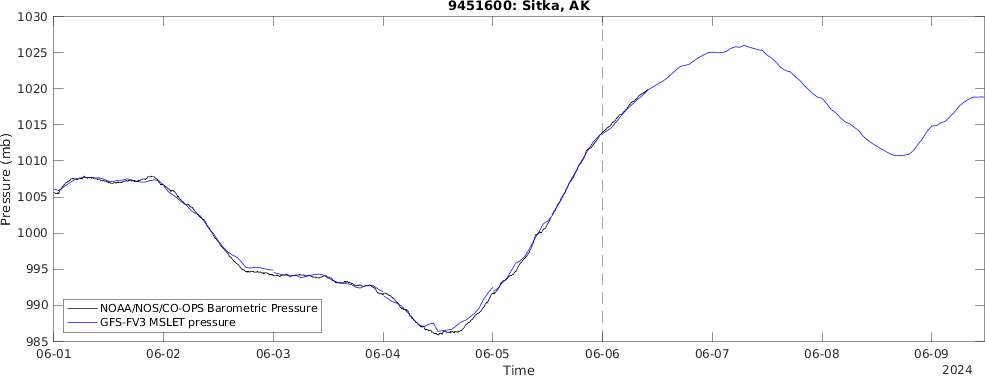 9451600: Sitka, AK
1030
1025
1020
1015
1010
1005
1000
995
990
985
Pressure (mb)
NOAA/NOS/CO-OPS Barometric Pressure
GFS-FV3 MSLET pressure
06-01 06-02 06-03 06-04 06-05 06-06 06-07 06-08 06-09
Time
2024